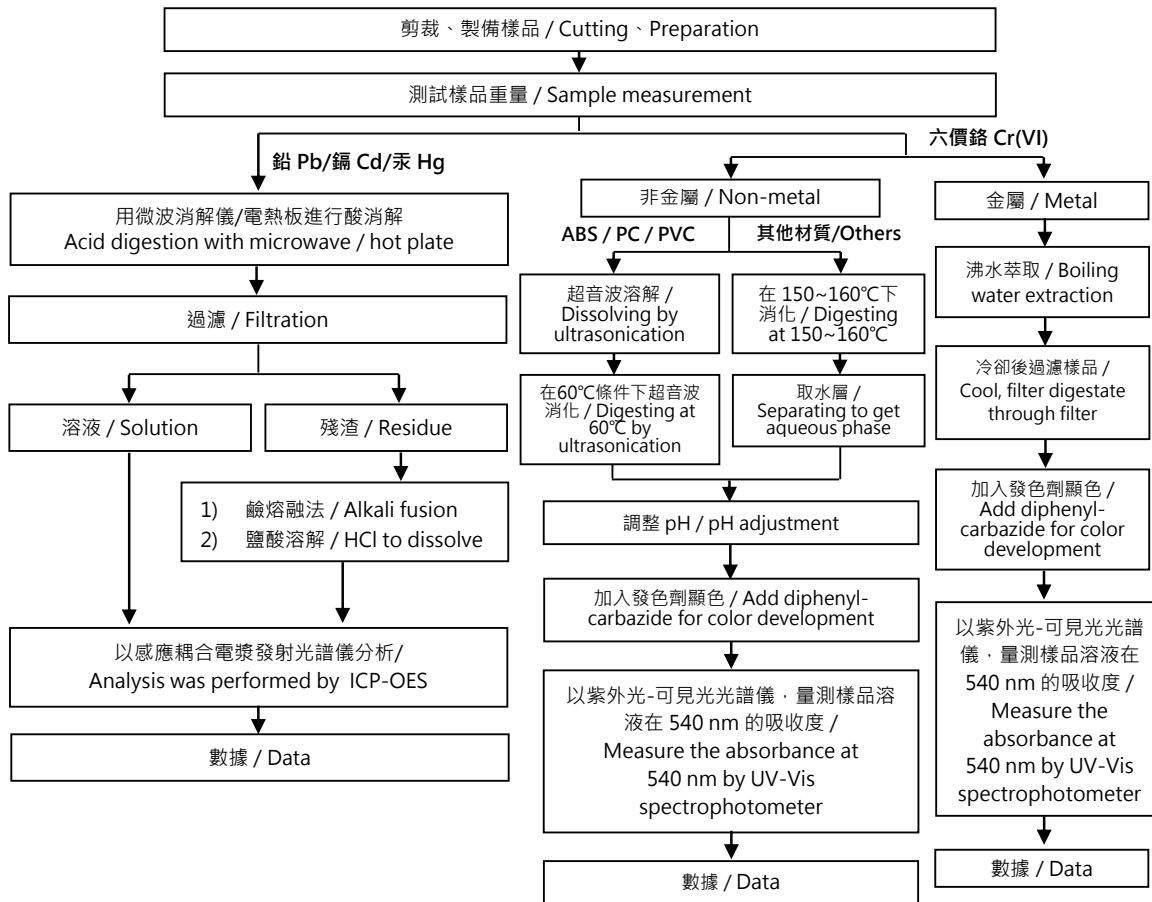 剪裁、製備樣品 / Cutting、Preparation
測試樣品重量 / Sample measurement
鉛 Pb/鎘 Cd/汞 Hg
用微波消解儀/電熱板進行酸消解
Acid digestion with microwave / hot plate
過濾 / Filtration
溶液 / Solution
殘渣 / Residue
1) 鹼熔融法 / Alkali fusion
2) 鹽酸溶解 / HCl to dissolve
以感應耦合電漿發射光譜儀分析/
Analysis was performed by ICP-OES
數據 / Data
六價鉻 Cr(VI)
非金屬 / Non-metal
ABS / PC / PVC
其他材質/Others
超音波溶解 /
Dissolving by
ultrasonication
在60℃條件下超音波
消化 / Digesting at
60℃ by
ultrasonication
在 150~160℃下
消化 / Digesting
at 150~160℃
取水層 /
Separating to get
aqueous phase
調整 pH / pH adjustment
加入發色劑顯色 / Add diphenyl-
carbazide for color development
以紫外光-可見光光譜儀，量測樣品溶
液在 540 nm 的吸收度 /
Measure the absorbance at
540 nm by UV-Vis
spectrophotometer
數據 / Data
金屬 / Metal
沸水萃取 / Boiling
water extraction
冷卻後過濾樣品 /
Cool, filter digestate
through filter
加入發色劑顯色 /
Add diphenyl-
carbazide for color
development
以紫外光-可見光光譜
儀，量測樣品溶液在
540 nm 的吸收度 /
Measure the
absorbance at
540 nm by UV-Vis
spectrophotometer
數據 / Data